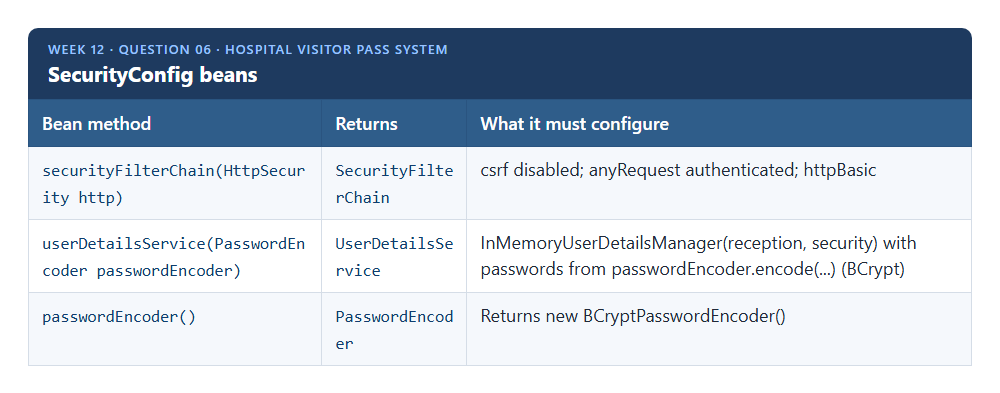 WEEK 12 · QUESTION 06 · HOSPITAL VISITOR PASS SYSTEM
SecurityConfig beans
Bean method
Returns
What it must configure
securityFilterChain(HttpSecur
ity http)
SecurityFilte
rChain
csrf disabled; anyRequest authenticated; httpBasic
userDetailsService(PasswordEn
coder passwordEncoder)
UserDetailsSe
rvice
InMemoryUserDetailsManager(reception, security) with
passwords from passwordEncoder.encode(...) (BCrypt)
passwordEncoder()
PasswordEncod
er
Returns new BCryptPasswordEncoder()